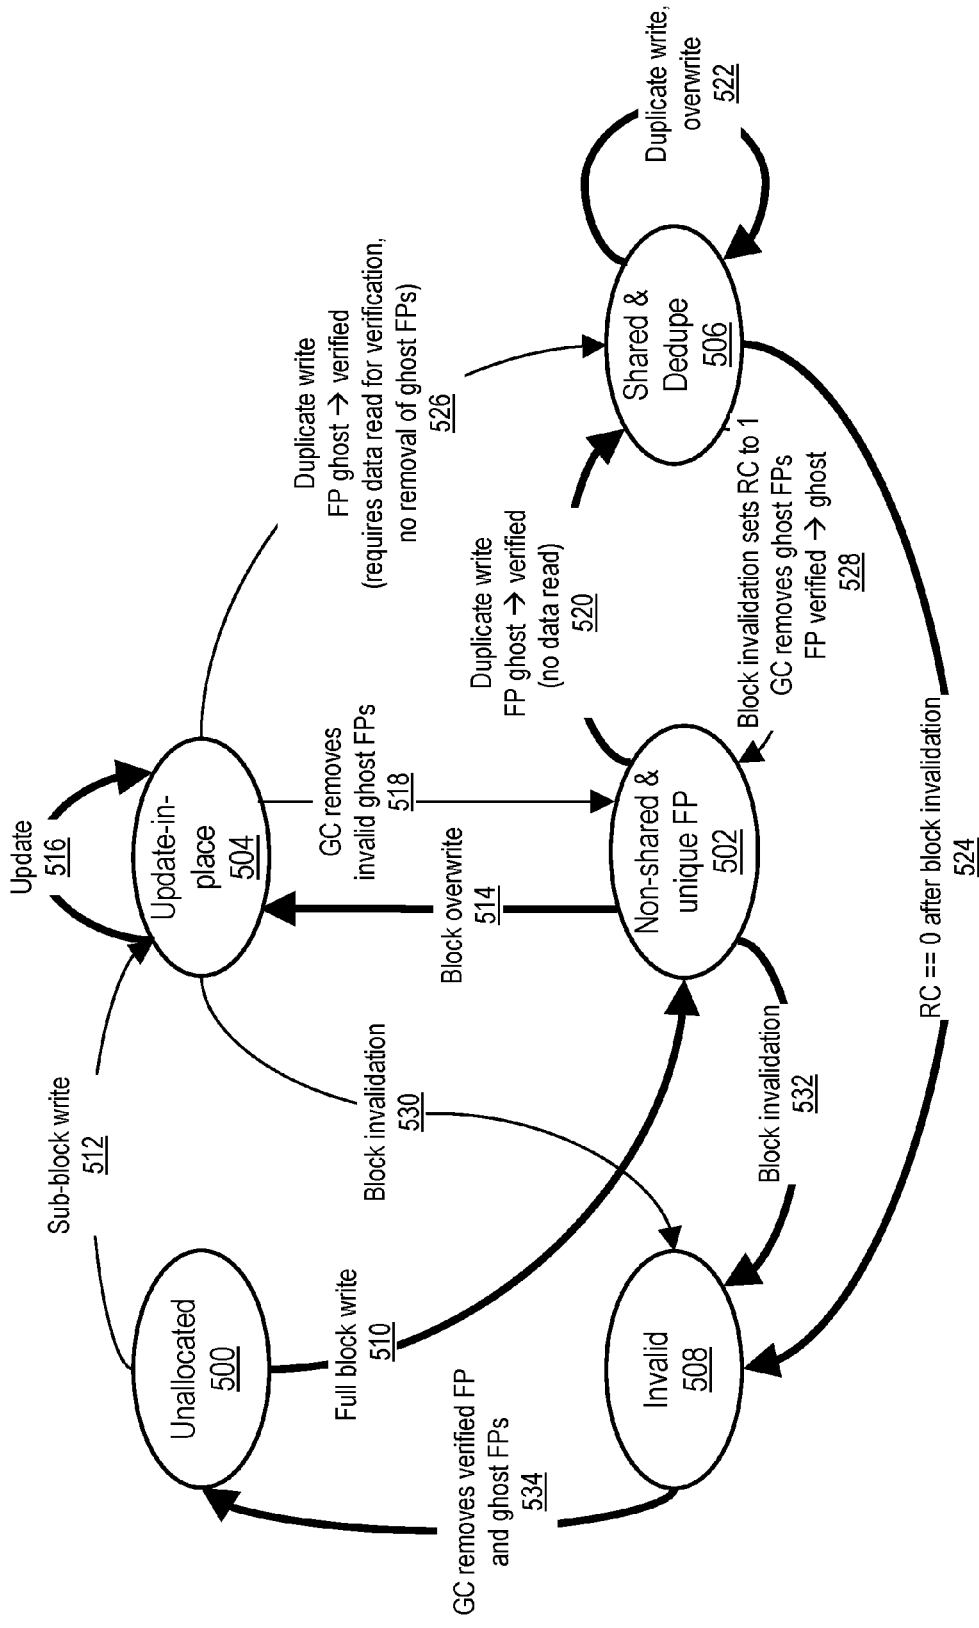 Unallocated
500
Sub-block write
512
Update
516
Update-in-
place
504
Duplicate write
FP ghost → verified
(requires data read for verification,
no removal of ghost FPs)
526
Full block write
510
Block invalidation
530
Block overwrite
514
GC removes
invalid ghost FPs
518
Duplicate write
FP ghost → verified
(no data read)
520
GC removes verified FP
and ghost FPs
534
Invalid
508
Block invalidation
532
Non-shared &
unique FP
502
Block invalidation sets RC to 1
GC removes ghost FPs
FP verified → ghost
528
Shared &
Dedupe
506
Duplicate write,
overwrite
522
RC == 0 after block invalidation
524